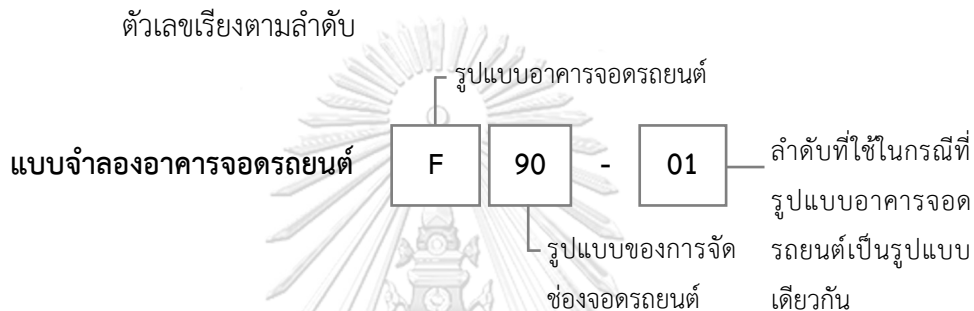 ตัวเลขเรียงตามลำดับ
รูปแบบอาคารจอดรถยนต์
แบบจำลองอาคารจอดรถยนต์ F 90 - 01
ลำดับที่ใช้ในกรณีที่
รูปแบบอาคารจอด
รถยนต์เป็นรูปแบบ
เดียวกัน
รูปแบบของการจัด
ช่องจอดรถยนต์